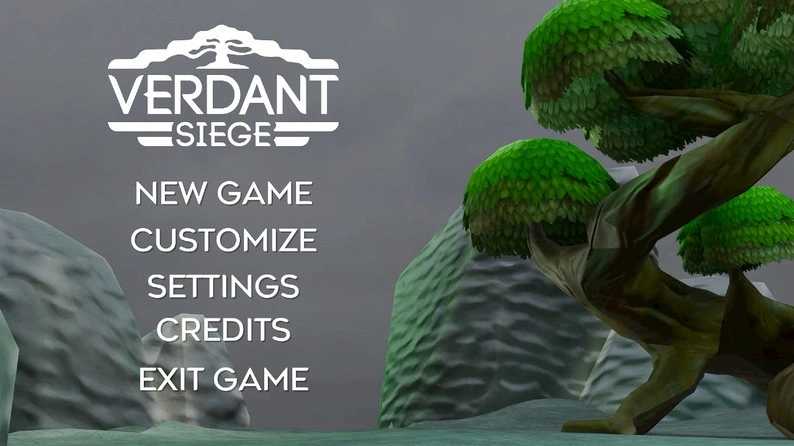 VERDANT
SIEGE
NEW GAME
CUSTOMIZE
SETTINGS
CREDITS
EXIT GAME